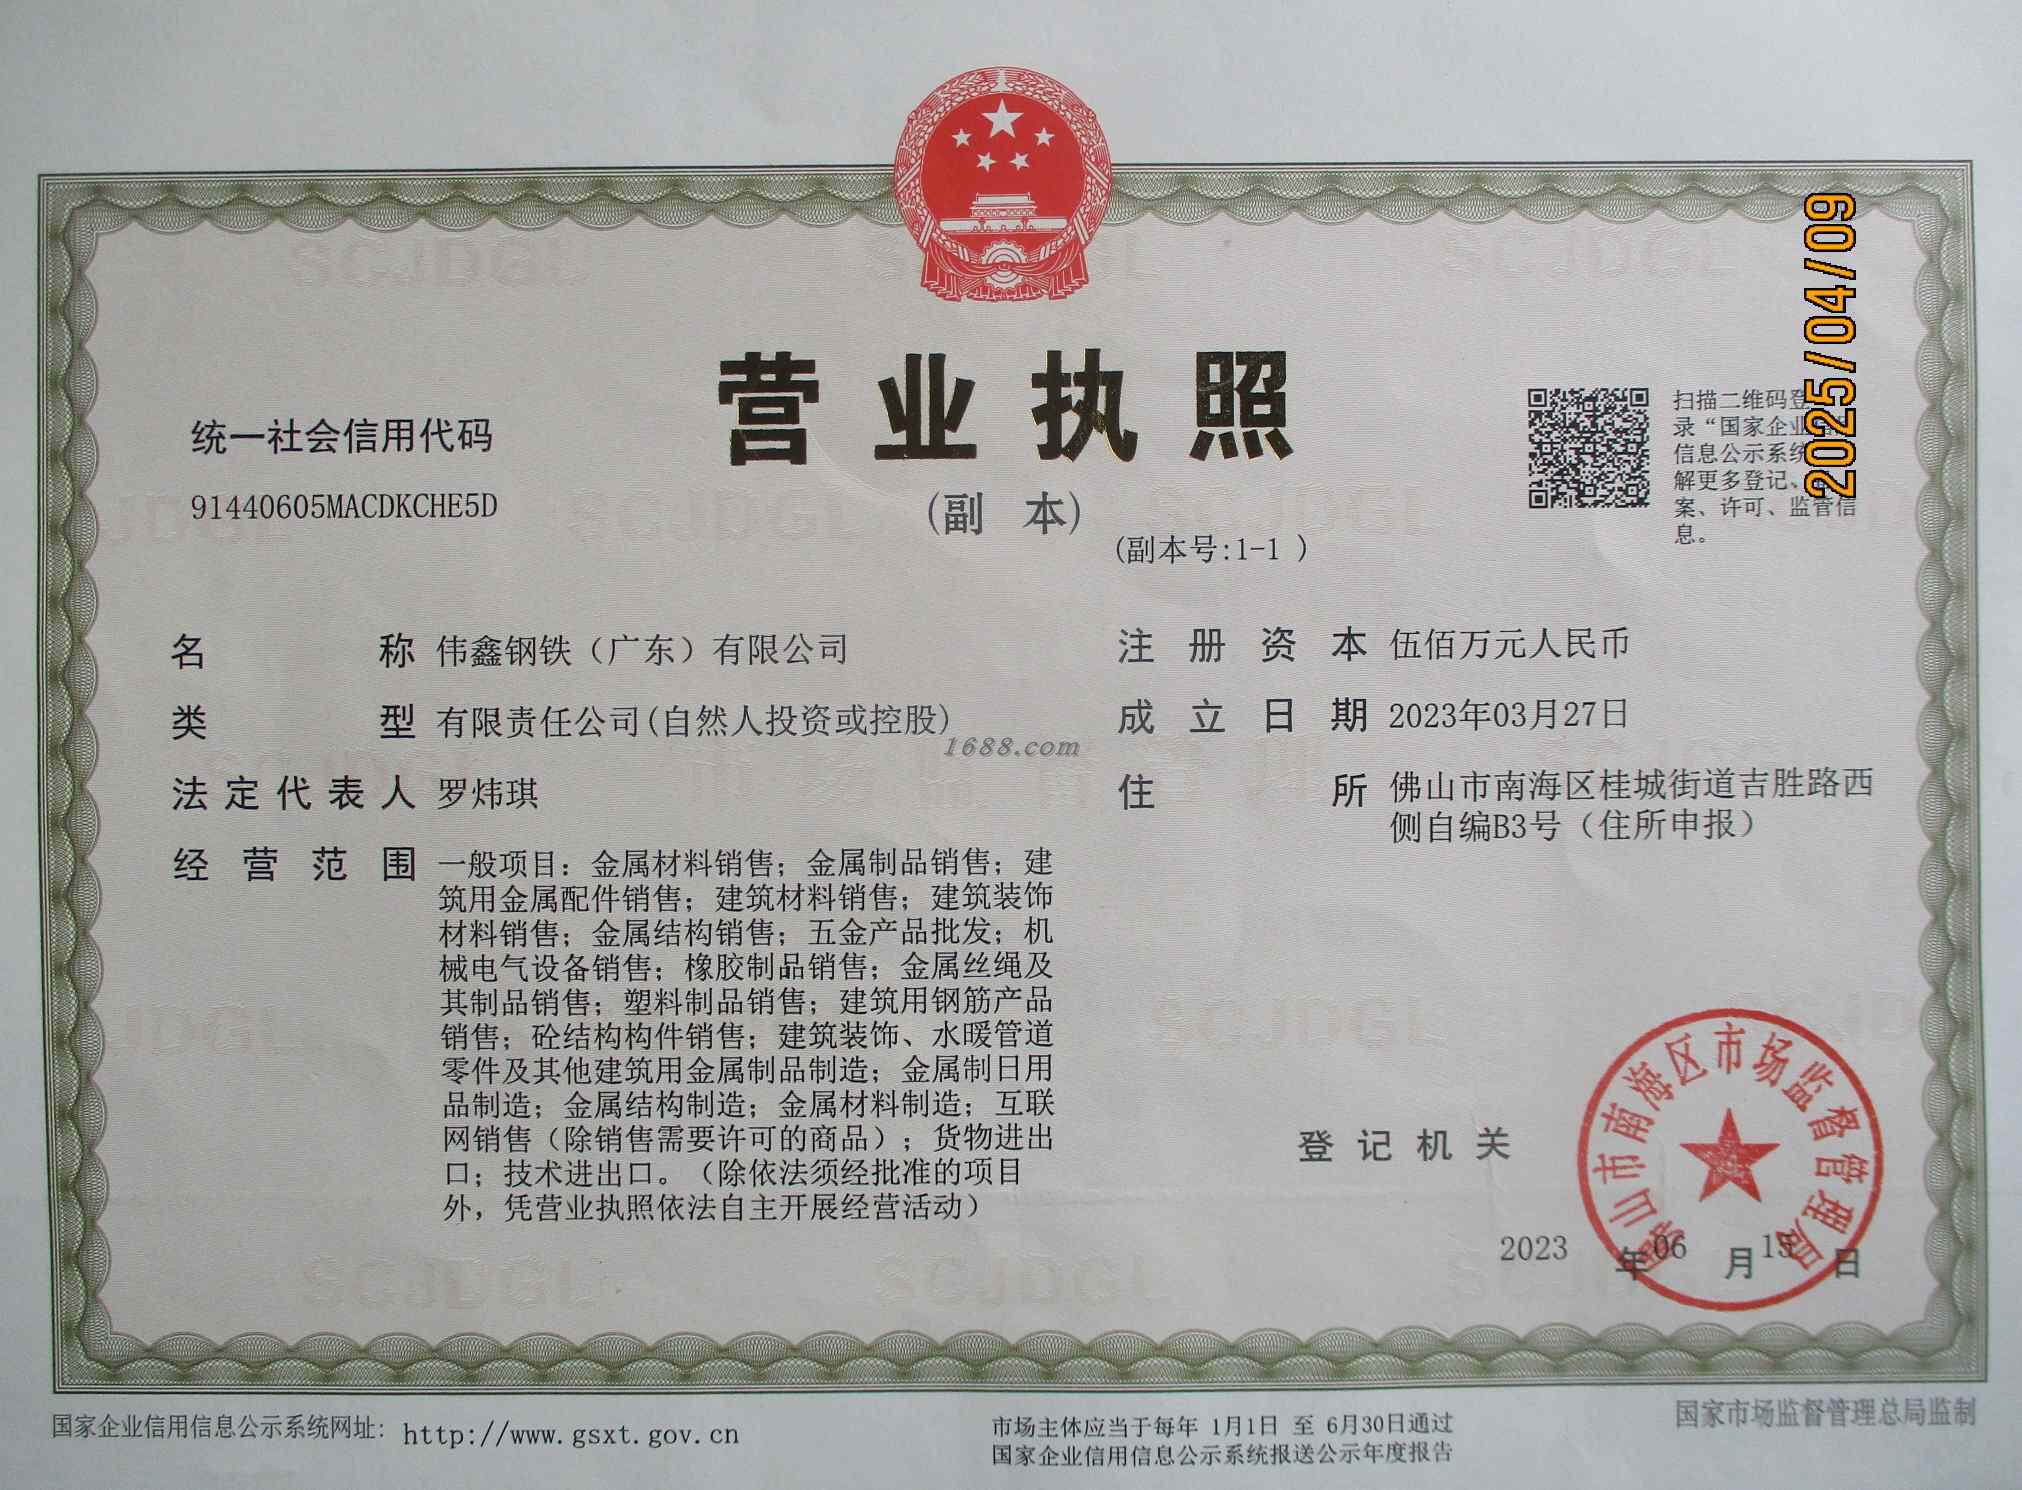 2025/04/09
营业执照
(副 本)
(副本号:1-1 )
统一社会信用代码
91440605MACDKCHE5D
扫描二维码登
录“国家企业
信息公示系统
解更多登记、
案、许可、监管信
息。
名 称 伟鑫钢铁（广东）有限公司
类 型 有限责任公司(自然人投资或控股)
法定代表人 罗炜琪
经营范围 一般项目：金属材料销售；金属制品销售；建
筑用金属配件销售；建筑材料销售；建筑装饰
材料销售；金属结构销售；五金产品批发；机
械电气设备销售；橡胶制品销售；金属丝绳及
其制品销售；塑料制品销售；建筑用钢筋产品
销售；砼结构构件销售；建筑装饰、水暖管道
零件及其他建筑用金属制品制造；金属制日用
品制造；金属结构制造；金属材料制造；互联
网销售（除销售需要许可的商品）；货物进出
口；技术进出口。（除依法须经批准的项目
外，凭营业执照依法自主开展经营活动）
注册资本 伍佰万元人民币
成立日期 2023年03月27日
住 所 佛山市南海区桂城街道吉胜路西
侧自编B3号（住所申报）
1688.com
登记机关
佛山市南海区市场监督管理局
2023 年 06 月 15 日
国家企业信用信息公示系统网址: http://www.gsxt.gov.cn
市场主体应当于每年 1月1日 至 6月30日通过
国家企业信用信息公示系统报送公示年度报告
国家市场监督管理总局监制